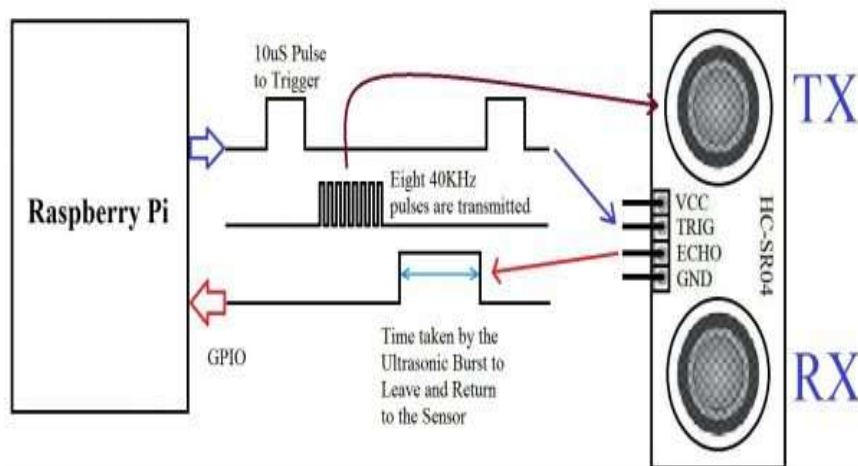 10uS Pulse
to Trigger
TX
Raspberry Pi
Eight 40KHz
pulses are transmitted
VCC
TRIG
ECHO
GND
HC-SR04
GPIO
Time taken by the
Ultrasonic Burst to
Leave and Return
to the Sensor
RX